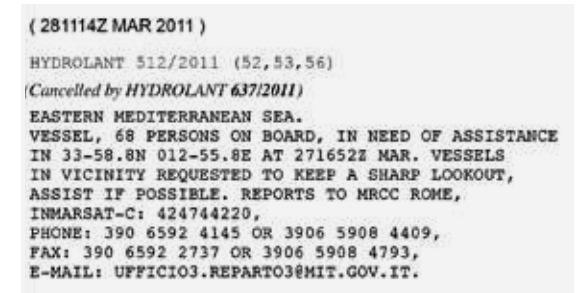 ( 281114Z MAR 2011 )
HYDROLANT 512/2011 (52,53,56)
(Cancelled by HYDROLANT 637/2011)
EASTERN MEDITERRANEAN SEA.
VESSEL, 68 PERSONS ON BOARD, IN NEED OF ASSISTANCE
IN 33-58.8N 012-55.8E AT 271652Z MAR. VESSELS
IN VICINITY REQUESTED TO KEEP A SHARP LOOKOUT,
ASSIST IF POSSIBLE. REPORTS TO MRCC ROME,
INMARSAT-C: 424744220,
PHONE: 390 6592 4145 OR 3906 5908 4409,
FAX: 390 6592 2737 OR 3906 5908 4793,
E-MAIL: UFFICIO3.REPARTO3@MIT.GOV.IT.